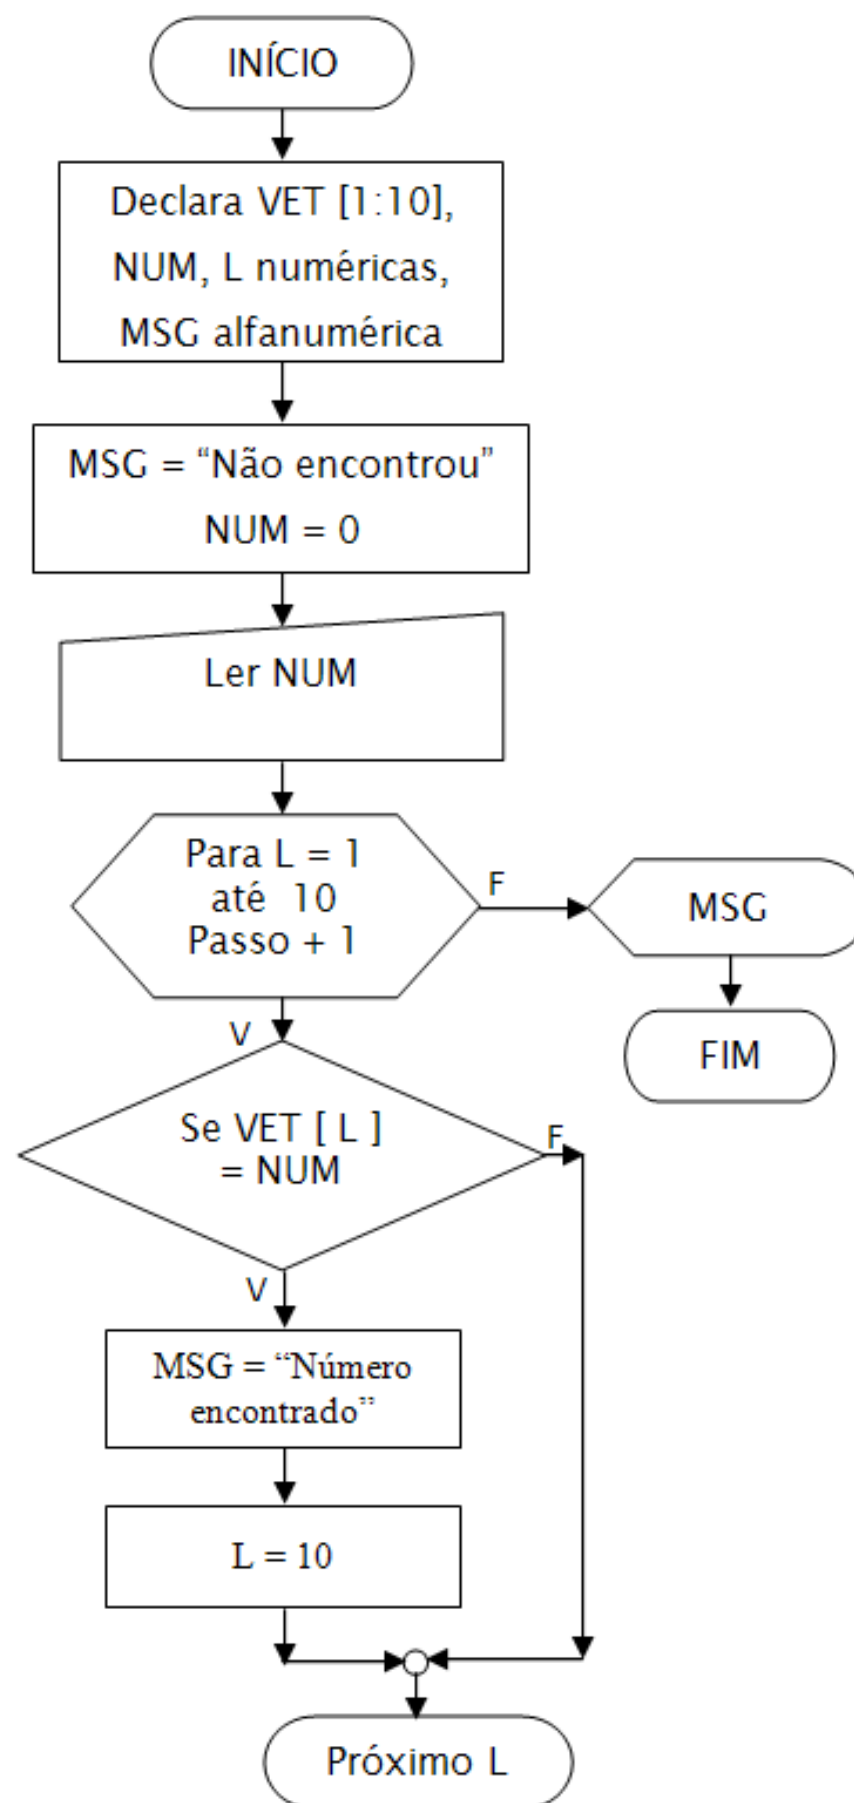 INÍCIO
Declara VET [1:10],
NUM, L numéricas,
MSG alfanumérica
MSG = “Não encontrou”
NUM = 0
Ler NUM
Para L = 1
até 10
Passo + 1
F
MSG
FIM
V
Se VET [ L ]
= NUM
F
V
MSG = “Número
encontrado”
L = 10
Próximo L